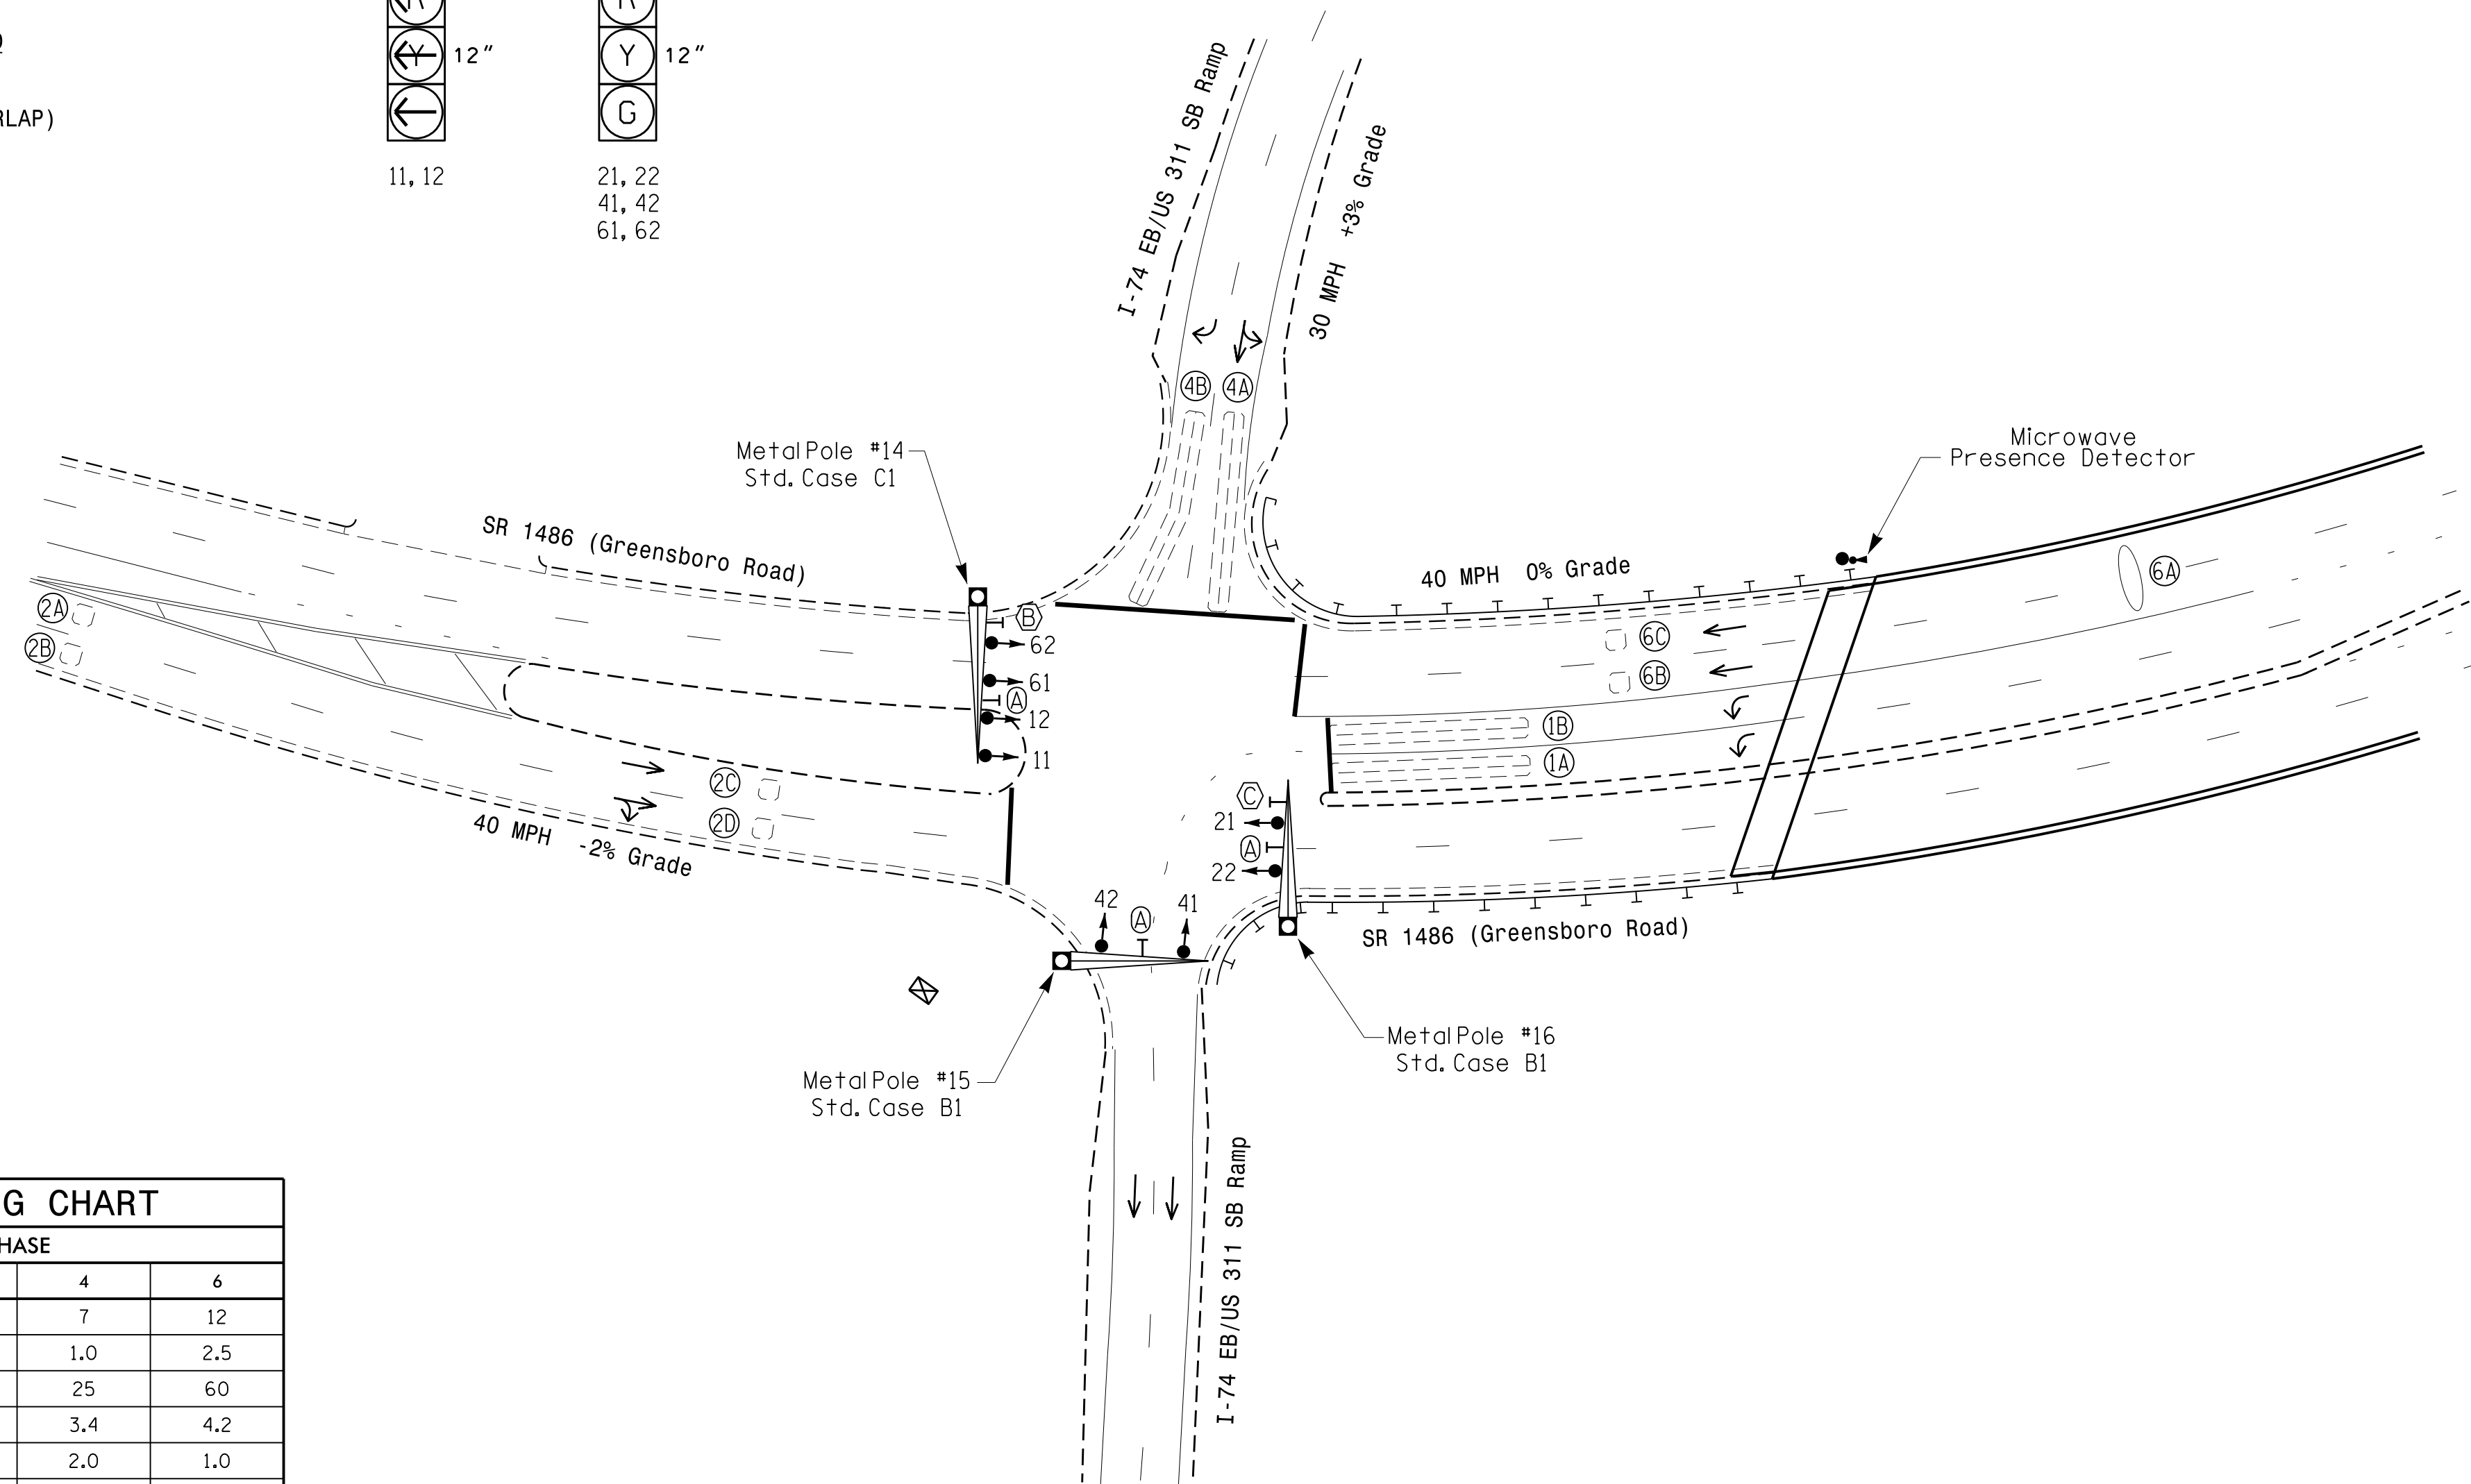 Y 12"
Y 12"
G
RLAP)
11, 12
21, 22
41, 42
61, 62
I-74 EB/US 311 SB Ramp
30 MPH +3% Grade
4B 4A
Metal Pole #14
Std. Case C1
Microwave
Presence Detector
SR 1486 (Greensboro Road)
40 MPH 0% Grade
6A
2A
2B
B
62
61
A
12
11
6C
6B
1B
1A
2C
2D
40 MPH -2% Grade
C
21
A
22
42 A 41
SR 1486 (Greensboro Road)
Metal Pole #16
Std. Case B1
Metal Pole #15
Std. Case B1
I-74 EB/US 311 SB Ramp
G CHART
HASE
4 6
7 12
1.0 2.5
25 60
3.4 4.2
2.0 1.0